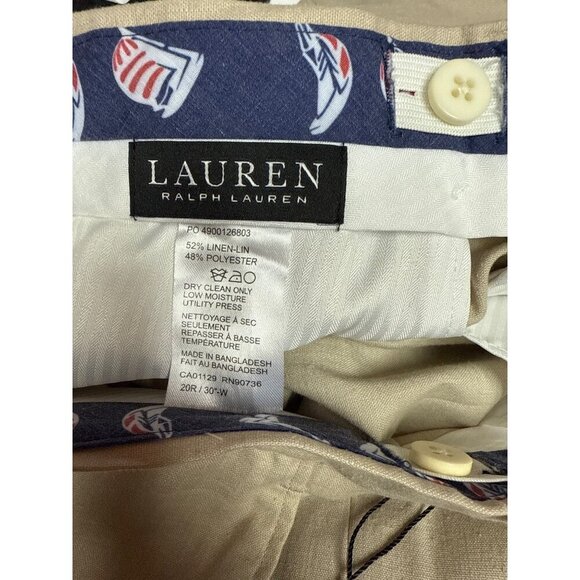 LAUREN
RALPH LAUREN
PO 4900126803
52% LINEN-LIN
48% POLYESTER
DRY CLEAN ONLY
LOW MOISTURE
UTILITY PRESS
NETTOYAGE À SEC
SEULEMENT
REPASSER À BASSE
TEMPÉRATURE
MADE IN BANGLADESH
FAIT AU BANGLADESH
CA01129 RN90736
20R / 30"-W